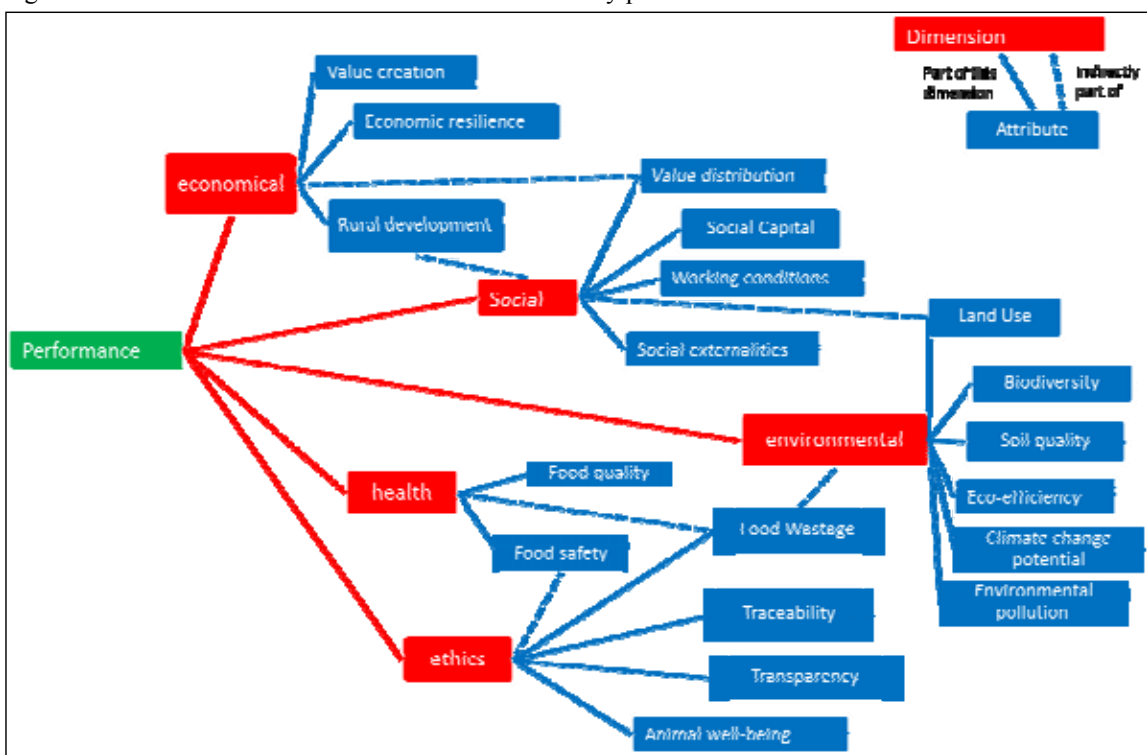 Dimension
Part of this
dimension
Indirectly
part of
Attribute
Value creation
Economic resilience
economical
Value distribution
Rural development
Social Capital
Working conditions
Social
Land Use
Performance
Social externalities
Biodiversity
environmental
Soil quality
Food quality
health
Eco-efficiency
Food Wastage
Food safety
Climate change
potential
Environmental
pollution
Traceability
ethics
Transparency
Animal well-being